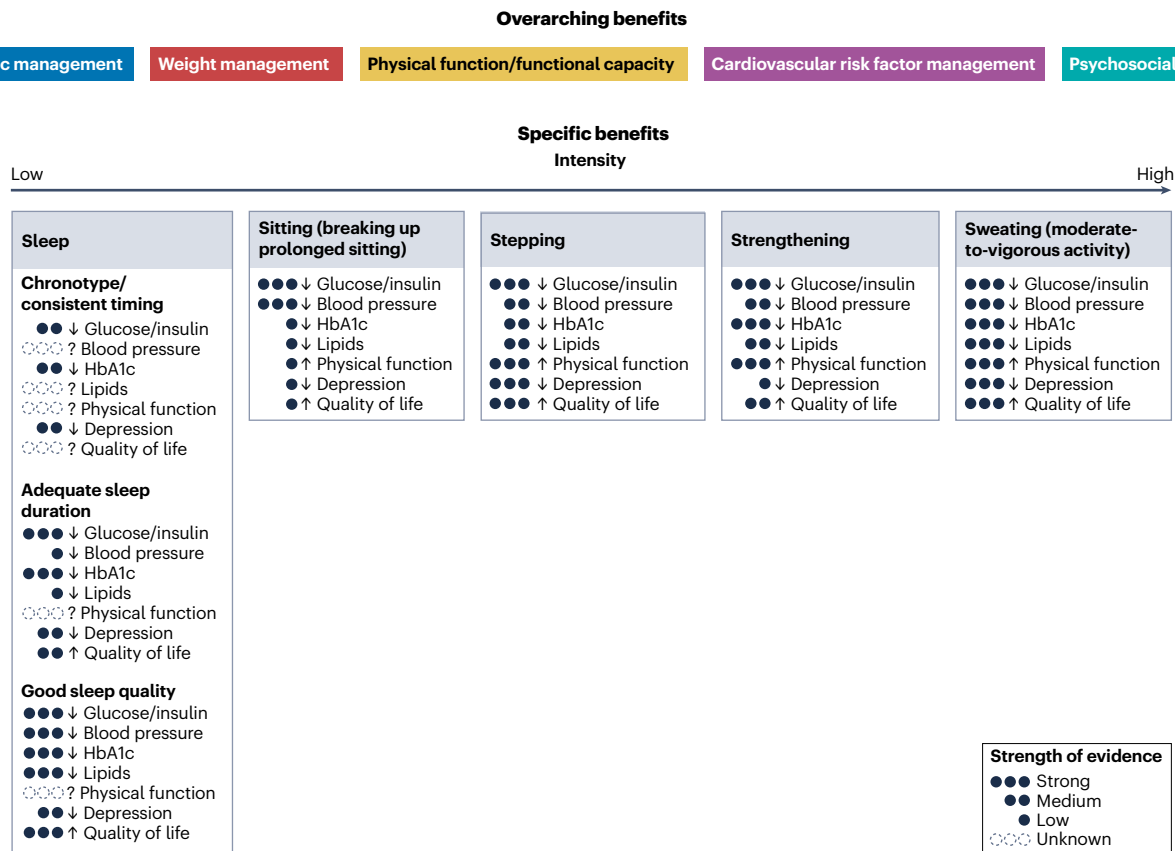 Overarching benefits
c management
Weight management
Physical function/functional capacity
Cardiovascular risk factor management
Psychosocial
Specific benefits
Intensity
Low
High
Sleep
Chronotype/
consistent timing
↓ Glucose/insulin
? Blood pressure
↓ HbA1c
? Lipids
? Physical function
↓ Depression
? Quality of life
Adequate sleep
duration
↓ Glucose/insulin
↓ Blood pressure
↓ HbA1c
↓ Lipids
? Physical function
↓ Depression
↑ Quality of life
Good sleep quality
↓ Glucose/insulin
↓ Blood pressure
↓ HbA1c
↓ Lipids
? Physical function
↓ Depression
↑ Quality of life
Sitting (breaking up
prolonged sitting)
↓ Glucose/insulin
↓ Blood pressure
↓ HbA1c
↓ Lipids
↑ Physical function
↓ Depression
↑ Quality of life
Stepping
↓ Glucose/insulin
↓ Blood pressure
↓ HbA1c
↓ Lipids
↑ Physical function
↓ Depression
↑ Quality of life
Strengthening
↓ Glucose/insulin
↓ Blood pressure
↓ HbA1c
↓ Lipids
↑ Physical function
↓ Depression
↑ Quality of life
Sweating (moderate-
to-vigorous activity)
↓ Glucose/insulin
↓ Blood pressure
↓ HbA1c
↓ Lipids
↑ Physical function
↓ Depression
↑ Quality of life
Strength of evidence
Strong
Medium
Low
Unknown